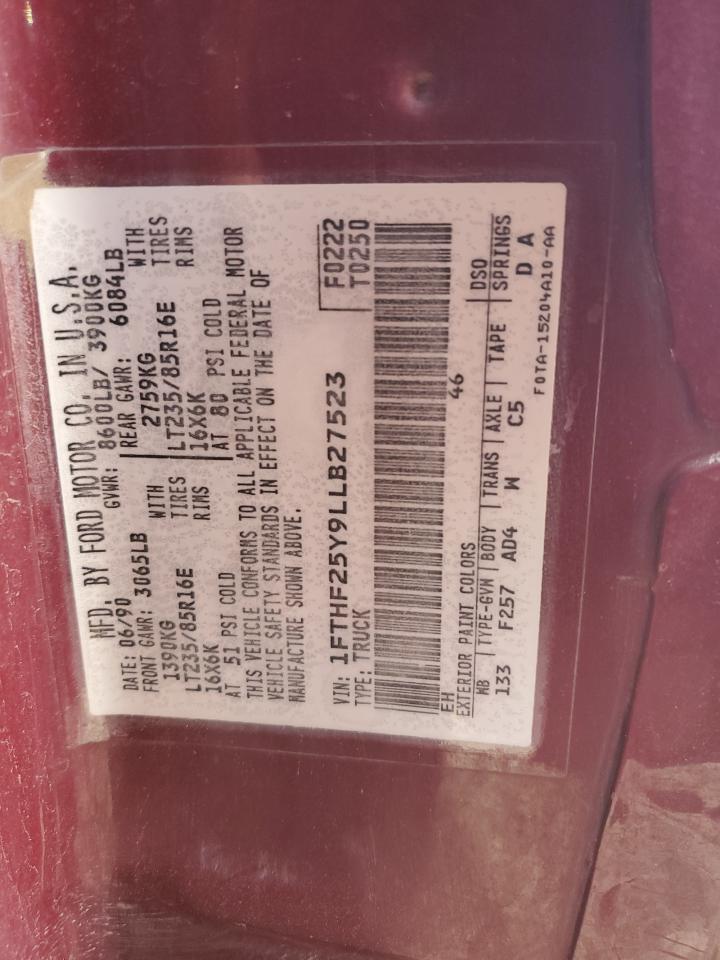 MFD. BY FORD MOTOR CO. IN U.S.A.
DATE: 06/90 GVWR: 8600LB/ 3900KG
FRONT GAWR: 3065LB REAR GAWR: 6084LB
1390KG WITH 2759KG WITH
LT235/85R16E TIRES LT235/85R16E TIRES
16X6K RIMS 16X6K RIMS
AT 51 PSI COLD AT 80 PSI COLD
THIS VEHICLE CONFORMS TO ALL APPLICABLE FEDERAL MOTOR
VEHICLE SAFETY STANDARDS IN EFFECT ON THE DATE OF
MANUFACTURE SHOWN ABOVE.
VIN: 1FTHF25Y9LLB27523 F0222
TYPE: TRUCK T0250
EH 46
EXTERIOR PAINT COLORS DSO
WB TYPE-GVW BODY TRANS AXLE TAPE SPRINGS
133 F257 AD4 W C5 D A
F0TA-15204A10-AA